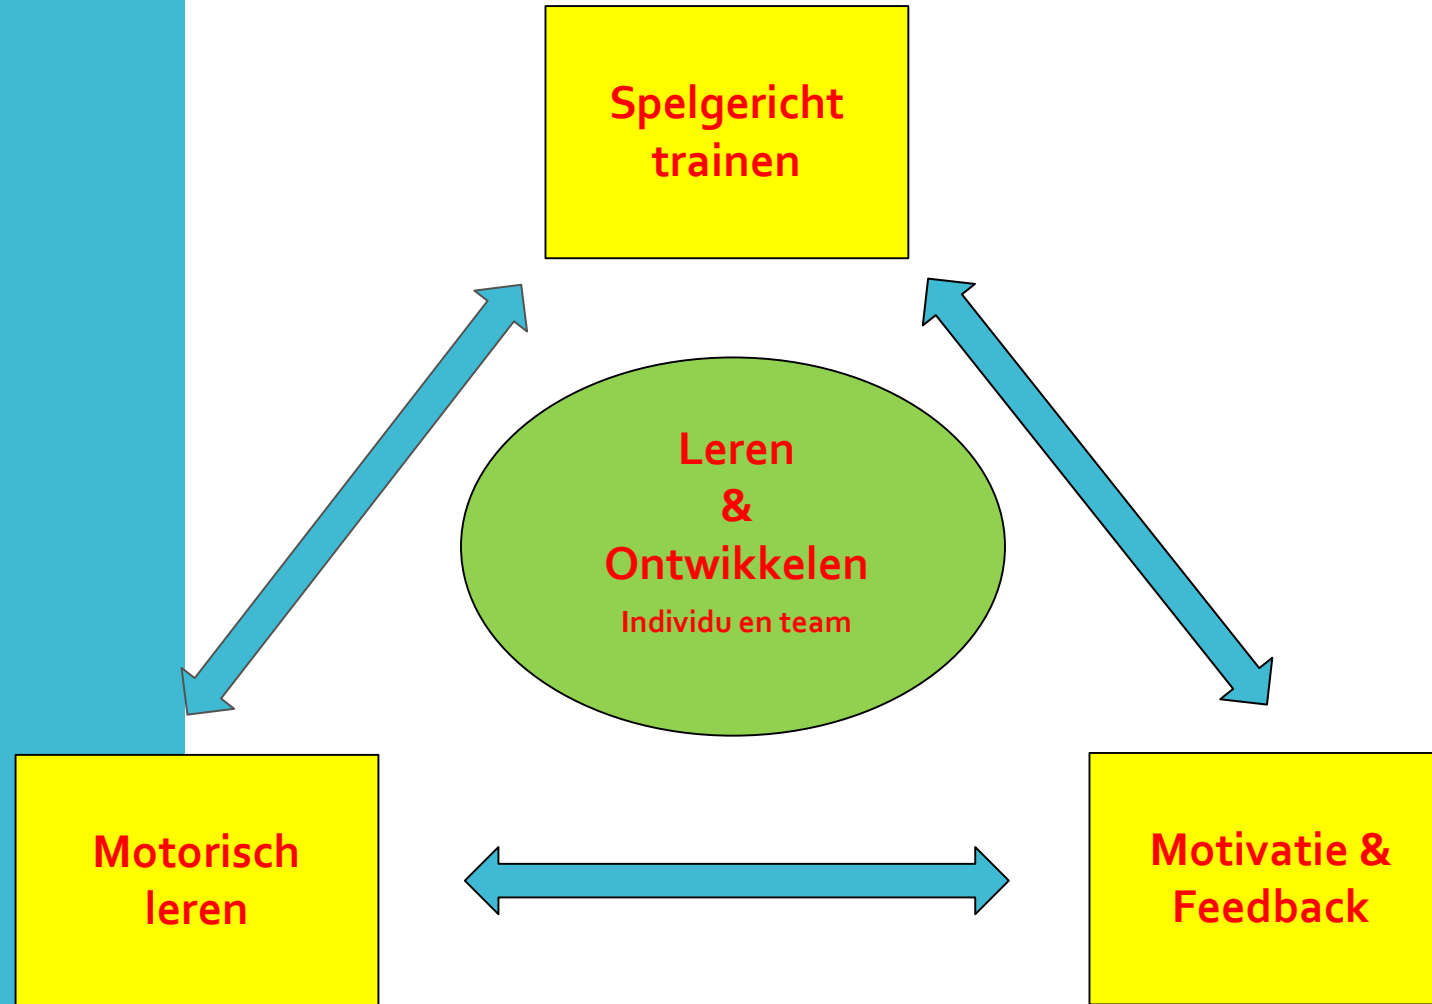 Spelgericht
trainen
Leren
&
Ontwikkelen
Individu en team
Motorisch
leren
Motivatie &
Feedback